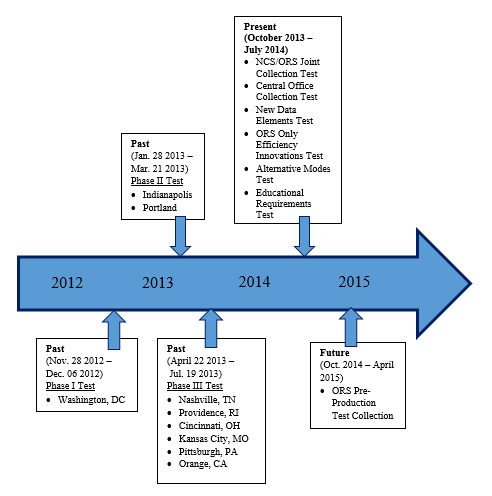 Present
(October 2013 –
July 2014)
• NCS/ORS Joint
Collection Test
• Central Office
Collection Test
• New Data
Elements Test
• ORS Only
Efficiency
Innovations Test
• Alternative Modes
Test
• Educational
Requirements
Test
Past
(Jan. 28 2013 –
Mar. 21 2013)
Phase II Test
• Indianapolis
• Portland
2012 2013 2014 2015
Past
(Nov. 28 2012 –
Dec. 06 2012)
Phase I Test
• Washington, DC
Past
(April 22 2013 –
Jul. 19 2013)
Phase III Test
• Nashville, TN
• Providence, RI
• Cincinnati, OH
• Kansas City, MO
• Pittsburgh, PA
• Orange, CA
Future
(Oct. 2014 – April
2015)
• ORS Pre-
Production
Test Collection